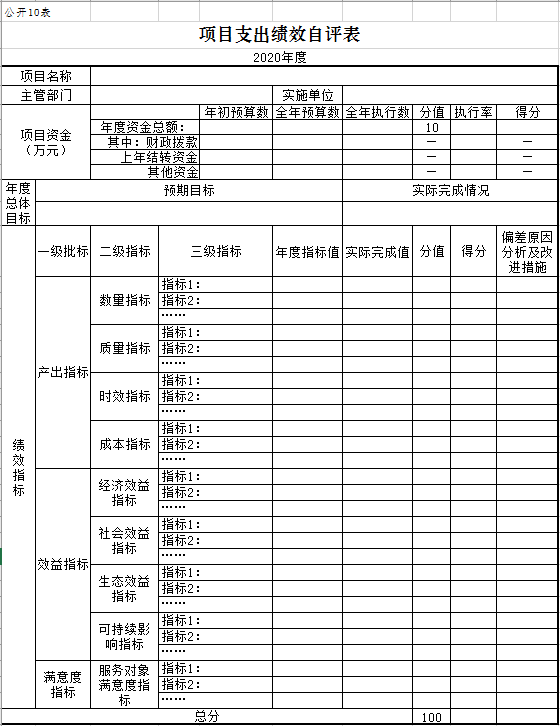 公开10表
项目支出绩效自评表
2020年度
项目名称
主管部门 实施单位
项目资金
（万元）
年初预算数 全年预算数 全年执行数 分值 执行率 得分
年度资金总额： 10
其中：财政拨款 － －
上年结转资金 － －
其他资金 － －
年度
总体
目标
预期目标 实际完成情况
绩
效
指
标
一级批标 二级指标 三级指标 年度指标值 实际完成值 分值 得分 偏差原因
分析及改
进措施
产出指标
数量指标
指标1：
指标2：
……
质量指标
指标1：
指标2：
……
时效指标
指标1：
指标2：
……
成本指标
指标1：
指标2：
……
效益指标
经济效益
指标
指标1：
指标2：
……
社会效益
指标
指标1：
指标2：
……
生态效益
指标
指标1：
指标2：
……
可持续影
响指标
指标1：
指标2：
……
满意度
指标
服务对象
满意度指
标
指标1：
指标2：
……
总分 100